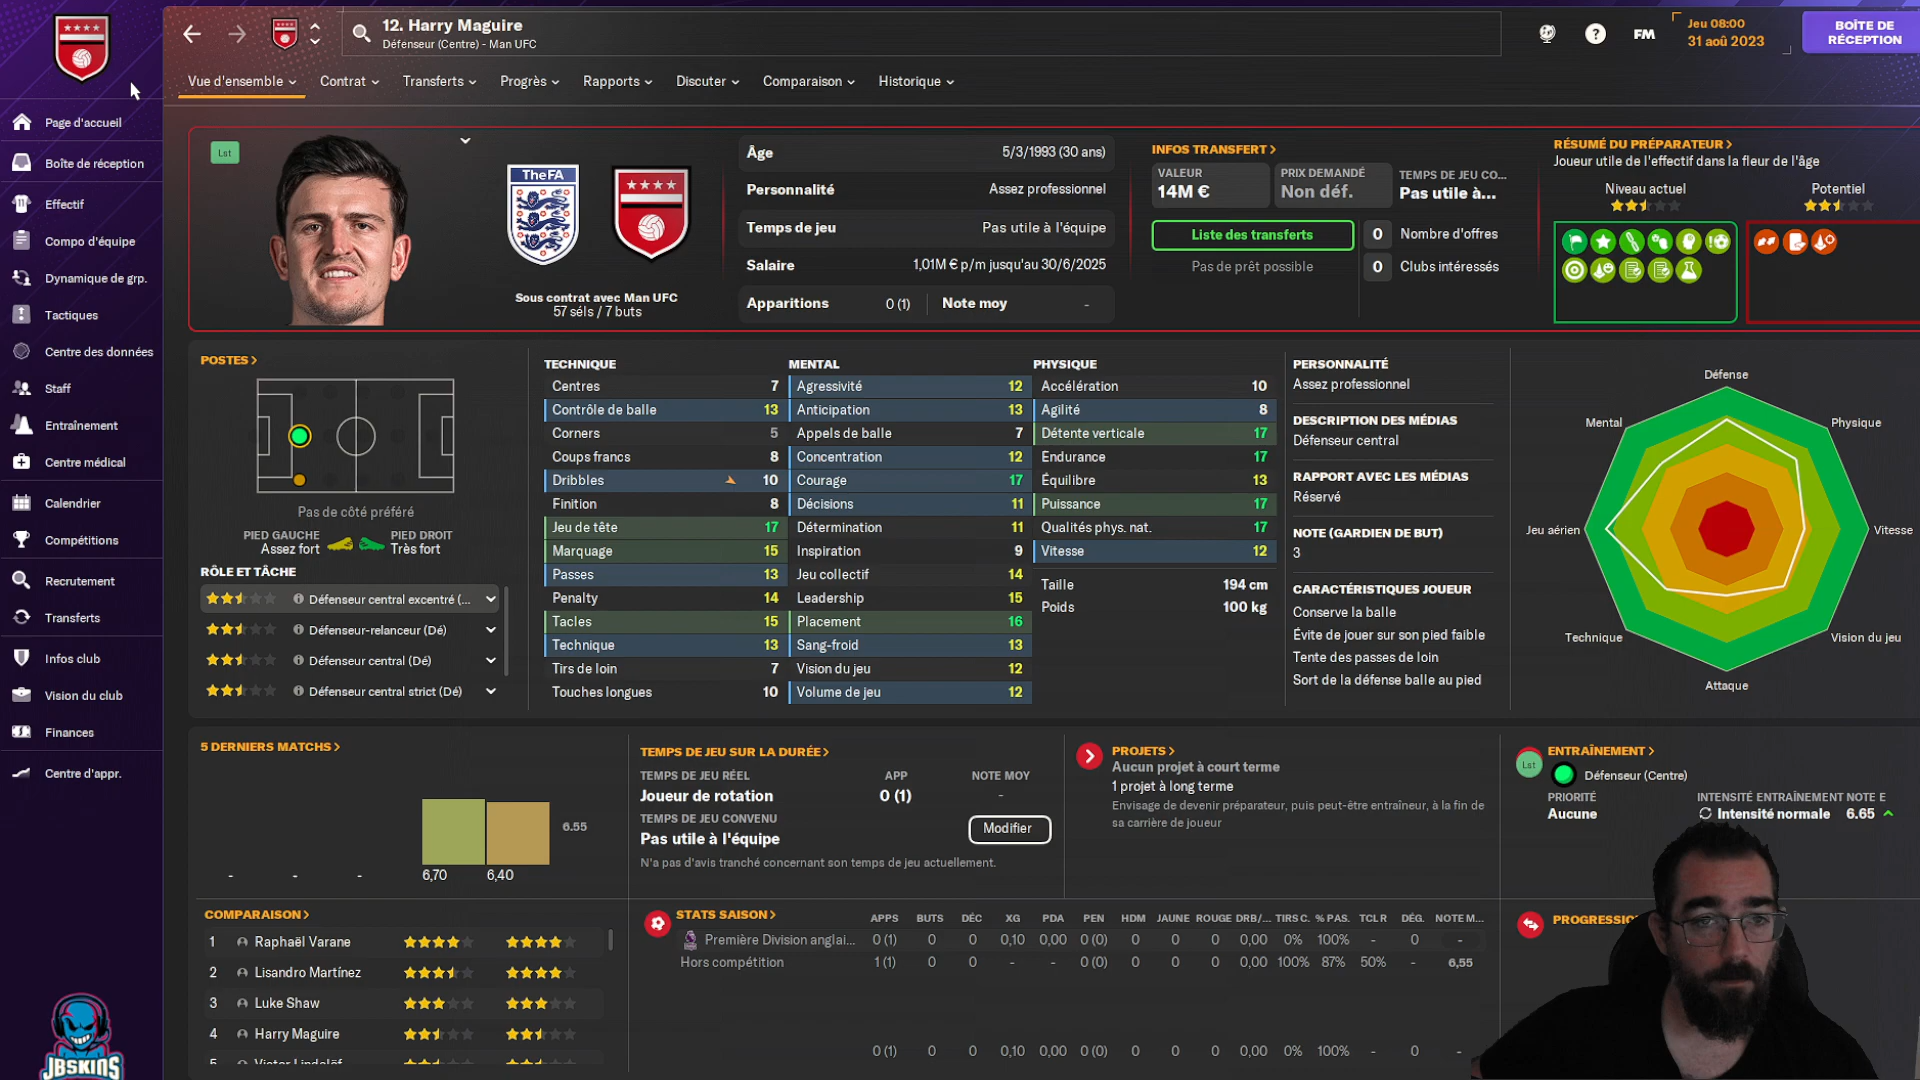 12. Harry Maguire
Défenseur (Centre) - Man UFC
FM
Jeu 08:00
31 aoû 2023
BOÎTE DE
RÉCEPTION
Vue d'ensemble
Contrat
Transferts
Progrès
Rapports
Discuter
Comparaison
Historique
Page d'accueil
Boîte de réception
Effectif
Compo d'équipe
Dynamique de grp.
Tactiques
Centre des données
Staff
Entraînement
Centre médical
Calendrier
Compétitions
Recrutement
Transferts
Infos club
Vision du club
Finances
Centre d'appr.
JBSKINS
Lst
TheFA
Sous contrat avec Man UFC
57 séls / 7 buts
Âge 5/3/1993 (30 ans)
Personnalité Assez professionnel
Temps de jeu Pas utile à l'équipe
Salaire 1,01M € p/m jusqu'au 30/6/2025
Apparitions 0 (1) Note moy -
INFOS TRANSFERT >
VALEUR
14M €
PRIX DEMANDÉ
Non déf.
TEMPS DE JEU CO...
Pas utile à...
Liste des transferts
Pas de prêt possible
0 Nombre d'offres
0 Clubs intéressés
RÉSUMÉ DU PRÉPARATEUR >
Joueur utile de l'effectif dans la fleur de l'âge
Niveau actuel
Potentiel
POSTES >
Pas de côté préféré
PIED GAUCHE
Assez fort
PIED DROIT
Très fort
RÔLE ET TÂCHE
Défenseur central excentré (...
Défenseur-relanceur (Dé)
Défenseur central (Dé)
Défenseur central strict (Dé)
TECHNIQUE
Centres 7
Contrôle de balle 13
Corners 5
Coups francs 8
Dribbles 10
Finition 8
Jeu de tête 17
Marquage 15
Passes 13
Penalty 14
Tacles 15
Technique 13
Tirs de loin 7
Touches longues 10
MENTAL
Agressivité 12
Anticipation 13
Appels de balle 7
Concentration 12
Courage 17
Décisions 11
Détermination 11
Inspiration 9
Jeu collectif 14
Leadership 15
Placement 16
Sang-froid 13
Vision du jeu 12
Volume de jeu 12
PHYSIQUE
Accélération 10
Agilité 8
Détente verticale 17
Endurance 17
Équilibre 13
Puissance 17
Qualités phys. nat. 17
Vitesse 12
Taille 194 cm
Poids 100 kg
PERSONNALITÉ
Assez professionnel
DESCRIPTION DES MÉDIAS
Défenseur central
RAPPORT AVEC LES MÉDIAS
Réservé
NOTE (GARDIEN DE BUT)
3
CARACTÉRISTIQUES JOUEUR
Conserve la balle
Évite de jouer sur son pied faible
Tente des passes de loin
Sort de la défense balle au pied
Défense
Mental
Physique
Jeu aérien
Vitesse
Technique
Vision du jeu
Attaque
5 DERNIERS MATCHS >
6.55
- - - 6,70 6,40
TEMPS DE JEU SUR LA DURÉE >
TEMPS DE JEU RÉEL APP NOTE MOY
Joueur de rotation 0 (1) -
TEMPS DE JEU CONVENU
Pas utile à l'équipe
Modifier
N'a pas d'avis tranché concernant son temps de jeu actuellement.
PROJETS >
Aucun projet à court terme
1 projet à long terme
Envisage de devenir préparateur, puis peut-être entraîneur, à la fin de
sa carrière de joueur
Lst
ENTRAÎNEMENT >
Défenseur (Centre)
PRIORITÉ
Aucune
INTENSITÉ ENTRAÎNEMENT NOTE E
Intensité normale 6.65
COMPARAISON >
1 Raphaël Varane
2 Lisandro Martínez
3 Luke Shaw
4 Harry Maguire
STATS SAISON >
APPS BUTS DÉC XG PDA PEN HDM JAUNE ROUGE DRB/... TIRS C. % PAS. TCL R DÉG. NOTE M...
Première Division anglai... 0 (1) 0 0 0,10 0,00 0 (0) 0 0 0 0,00 0% 100% - 0 -
Hors compétition 1 (1) 0 0 - - 0 (0) 0 0 0 0,00 100% 87% 50% - 6,55
0 (1) 0 0 0,10 0,00 0 (0) 0 0 0 0,00 0% 100% - 0 -